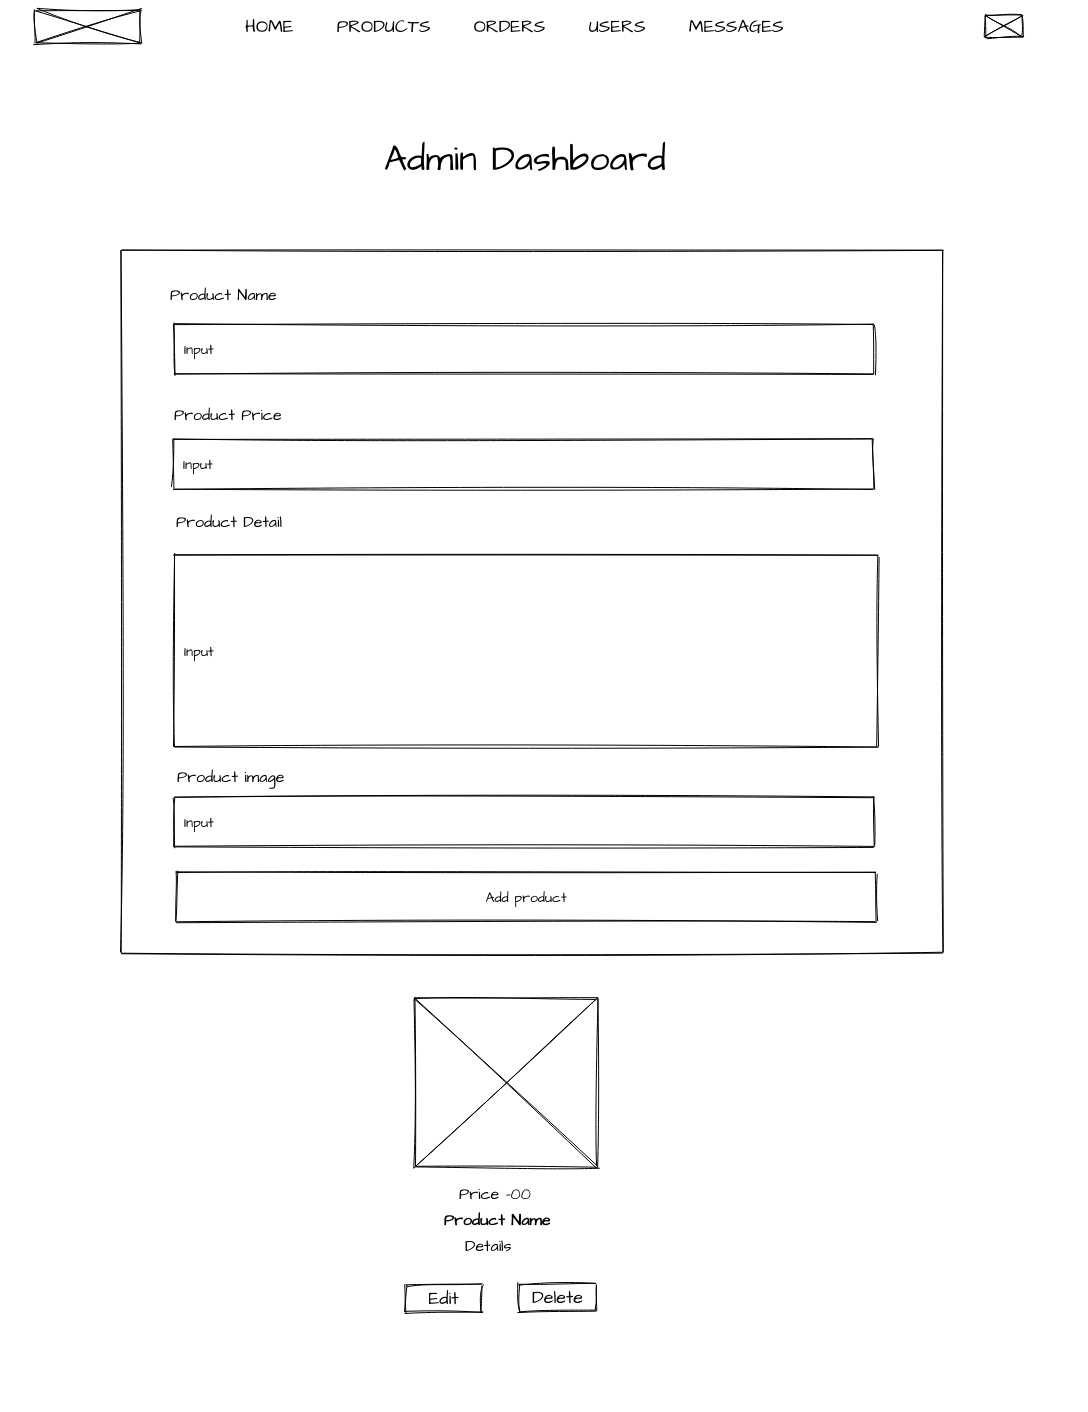 HOME PRODUCTS ORDERS USERS MESSAGES
Admin Dashboard
Product Name
Input
Product Price
Input
Product Detail
Input
Product image
Input
Add product
Price -00
Product Name
Details
Edit Delete